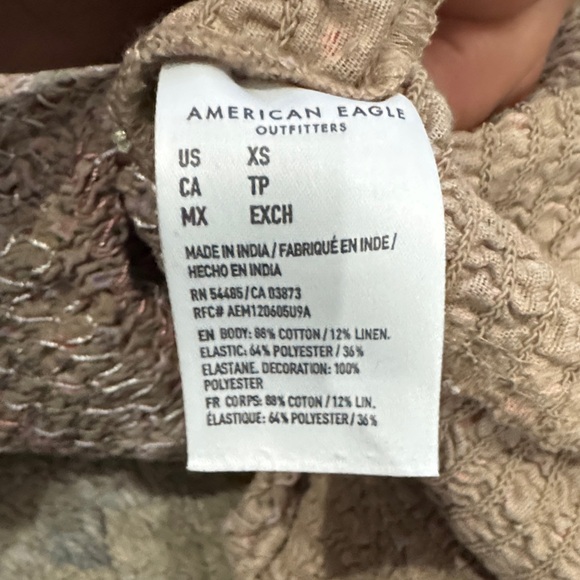 AMERICAN EAGLE
OUTFITTERS
US XS
CA TP
MX EXCH
MADE IN INDIA / FABRIQUÉ EN INDE /
HECHO EN INDIA
RN 54485 / CA 03873
RFC# AEM120605U9A
EN BODY: 88% COTTON / 12% LINEN.
ELASTIC: 64% POLYESTER / 36%
ELASTANE. DECORATION: 100%
POLYESTER
FR CORPS: 88% COTON / 12% LIN.
ÉLASTIQUE: 64% POLYESTER / 36%